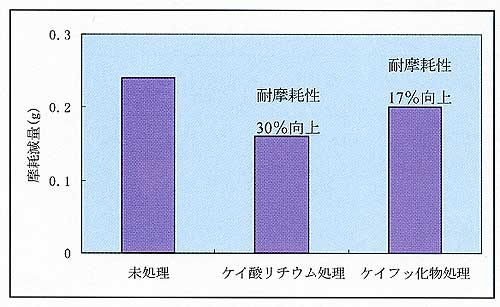 0.3
0.2
0.1
0
摩耗減量(g)
耐摩耗性
30%向上
耐摩耗性
17%向上
未処理
ケイ酸リチウム処理
ケイフッ化物処理